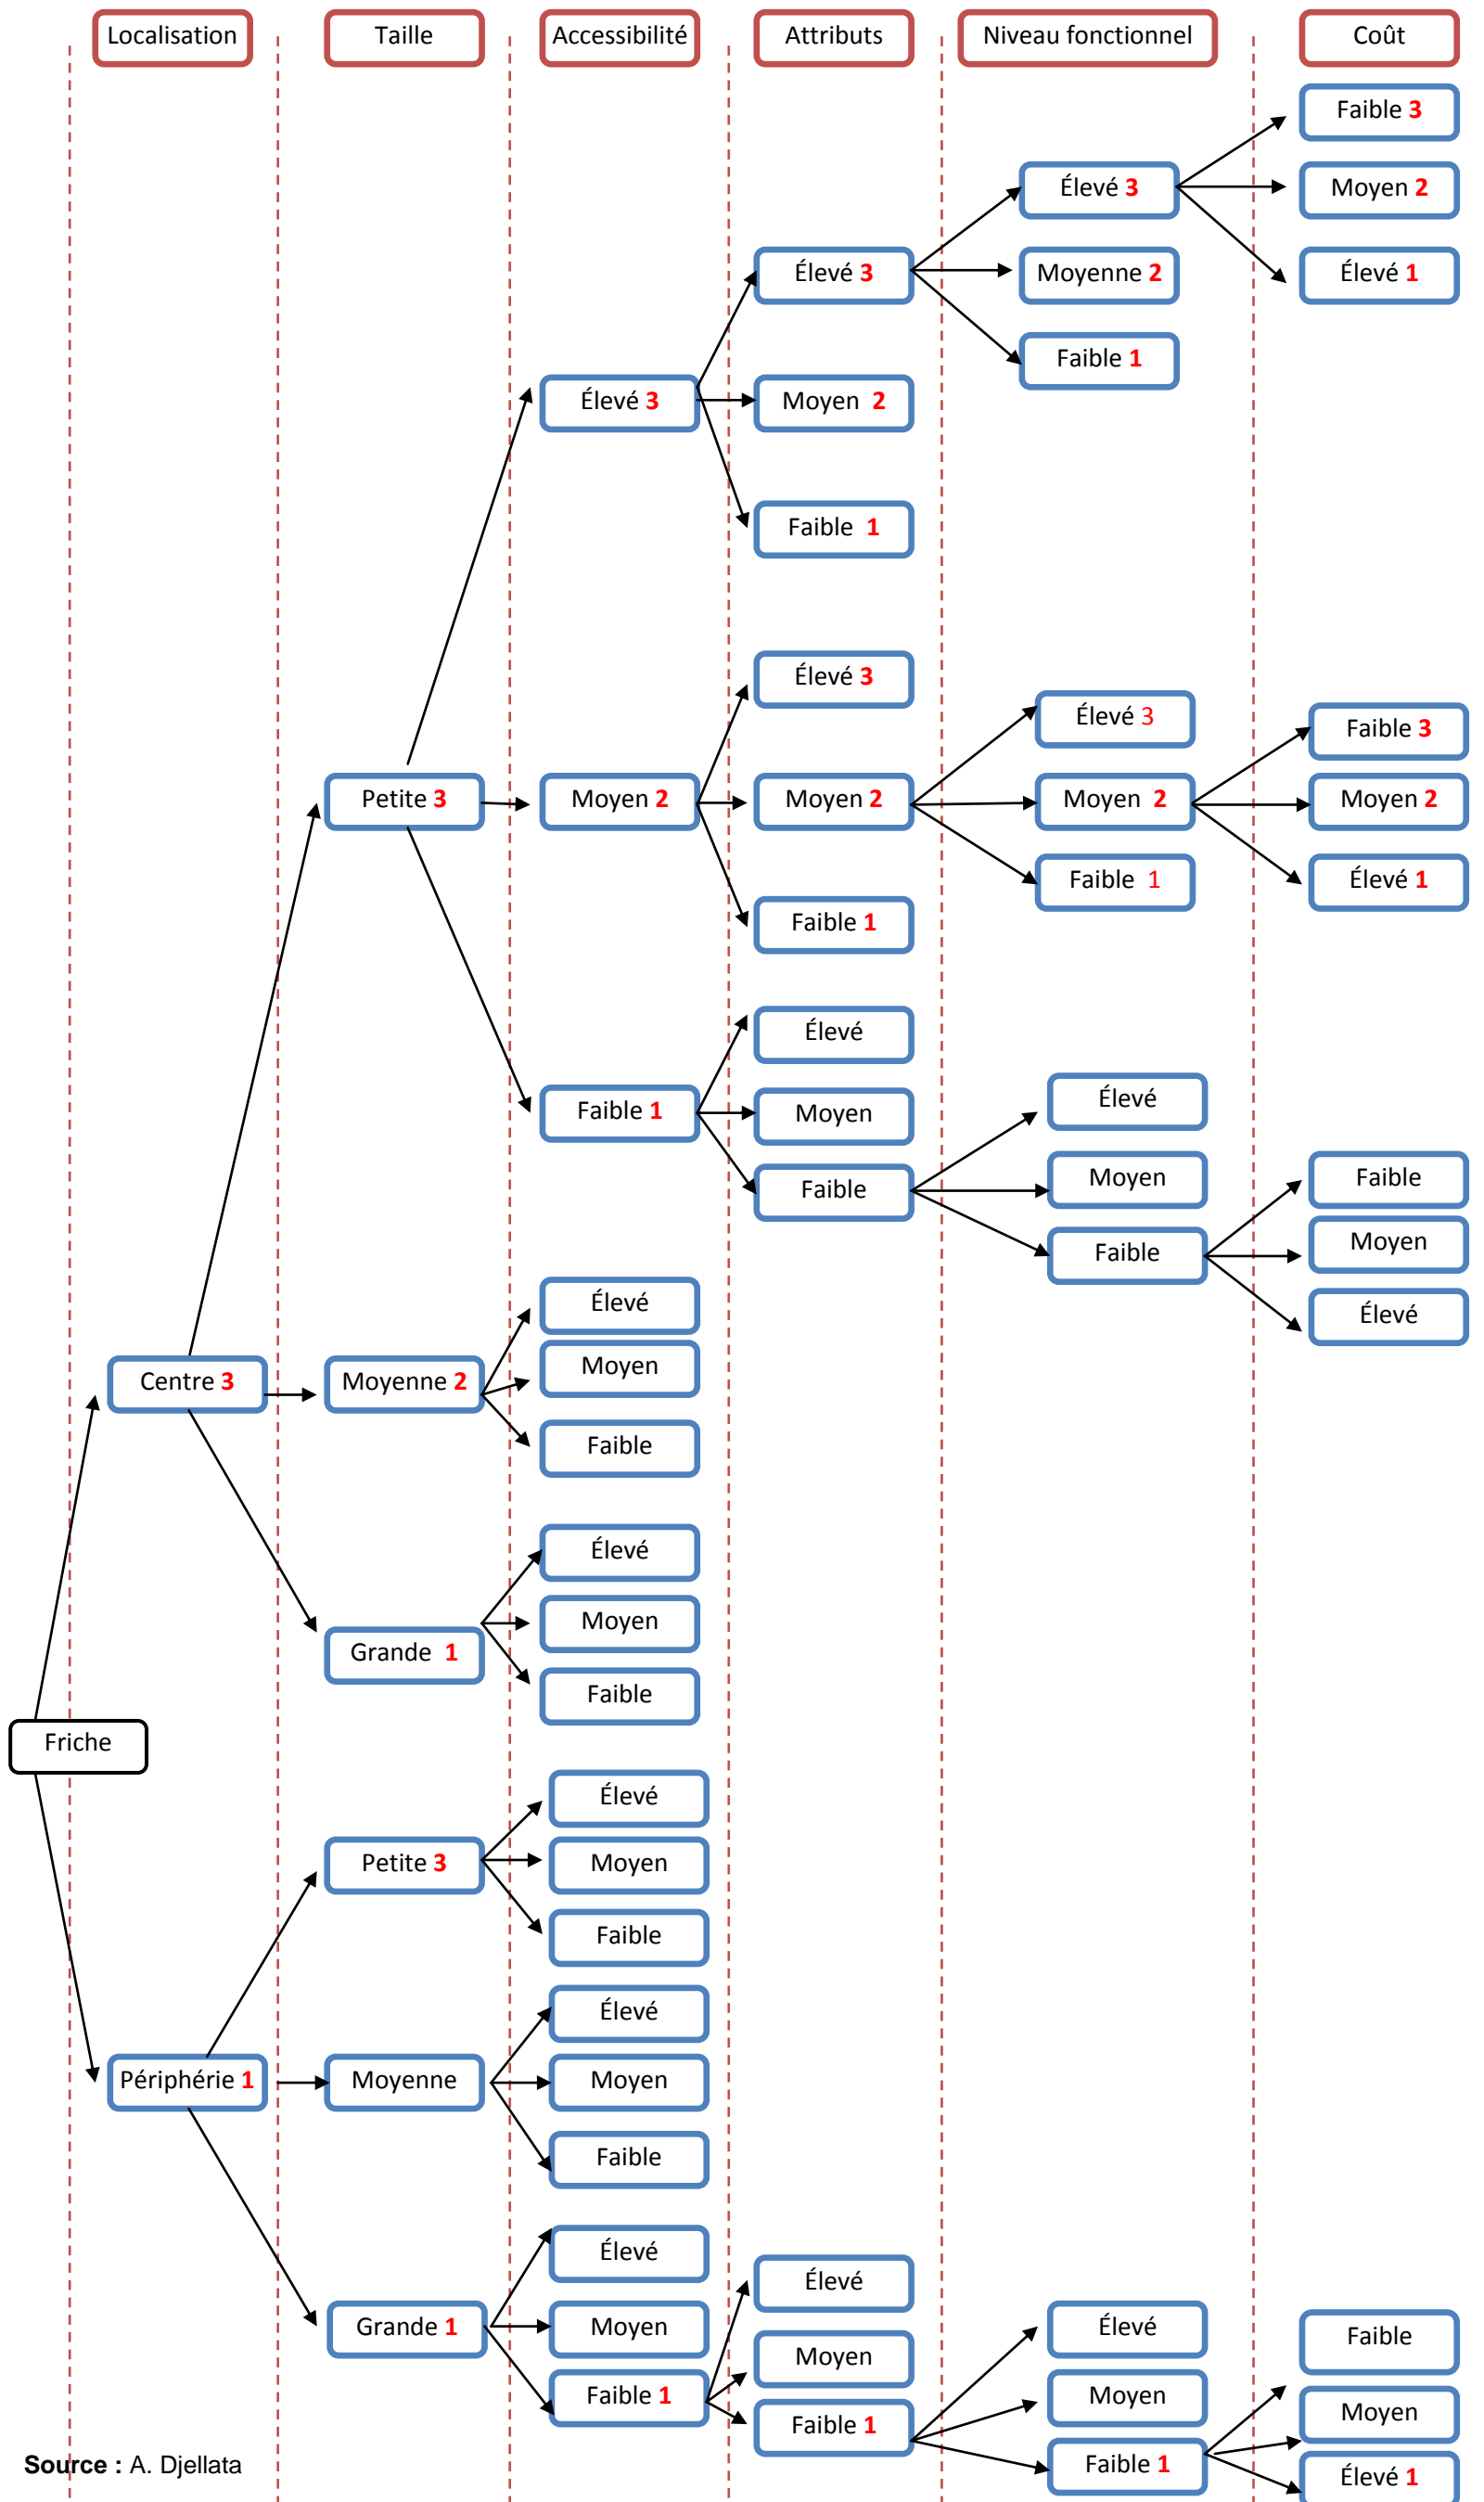 Localisation
Taille
Accessibilité
Attributs
Niveau fonctionnel
Coût
Faible 3
Élevé 3
Moyen 2
Élevé 3
Moyenne 2
Élevé 1
Faible 1
Élevé 3
Moyen 2
Faible 1
Élevé 3
Élevé 3
Faible 3
Petite 3
Moyen 2
Moyen 2
Moyen 2
Moyen 2
Faible 1
Élevé 1
Faible 1
Élevé
Élevé
Faible 1
Moyen
Moyen
Faible
Faible
Faible
Moyen
Élevé
Élevé
Moyen
Centre 3
Moyenne 2
Faible
Élevé
Moyen
Grande 1
Faible
Friche
Élevé
Petite 3
Moyen
Faible
Élevé
Périphérie 1
Moyenne
Moyen
Faible
Élevé
Élevé
Grande 1
Moyen
Élevé
Faible
Moyen
Faible 1
Moyen
Moyen
Faible 1
Faible 1
Élevé 1
Source : A. Djellata